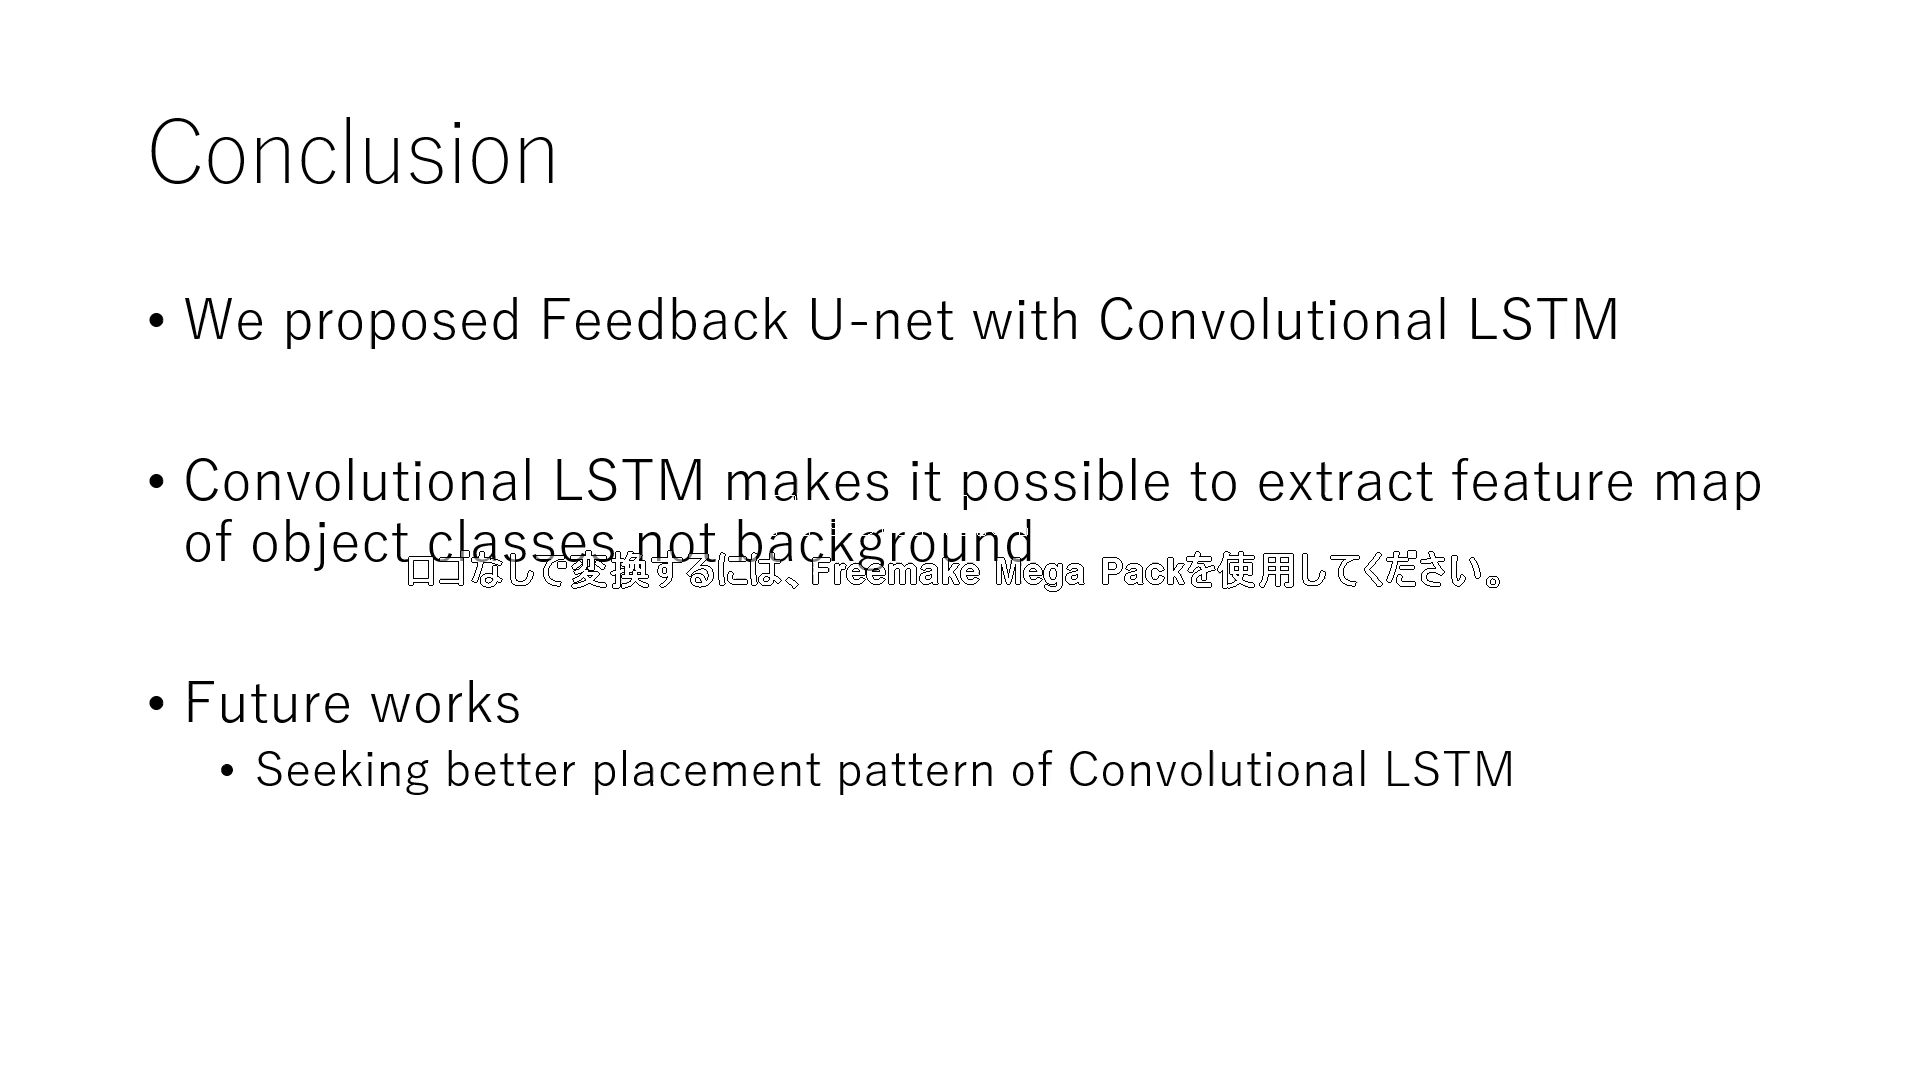 Conclusion
• We proposed Feedback U-net with Convolutional LSTM
• Convolutional LSTM makes it possible to extract feature map
of object classes not background
ロゴなしで変換するには、Freemake Mega Packを使用してください。
• Future works
• Seeking better placement pattern of Convolutional LSTM